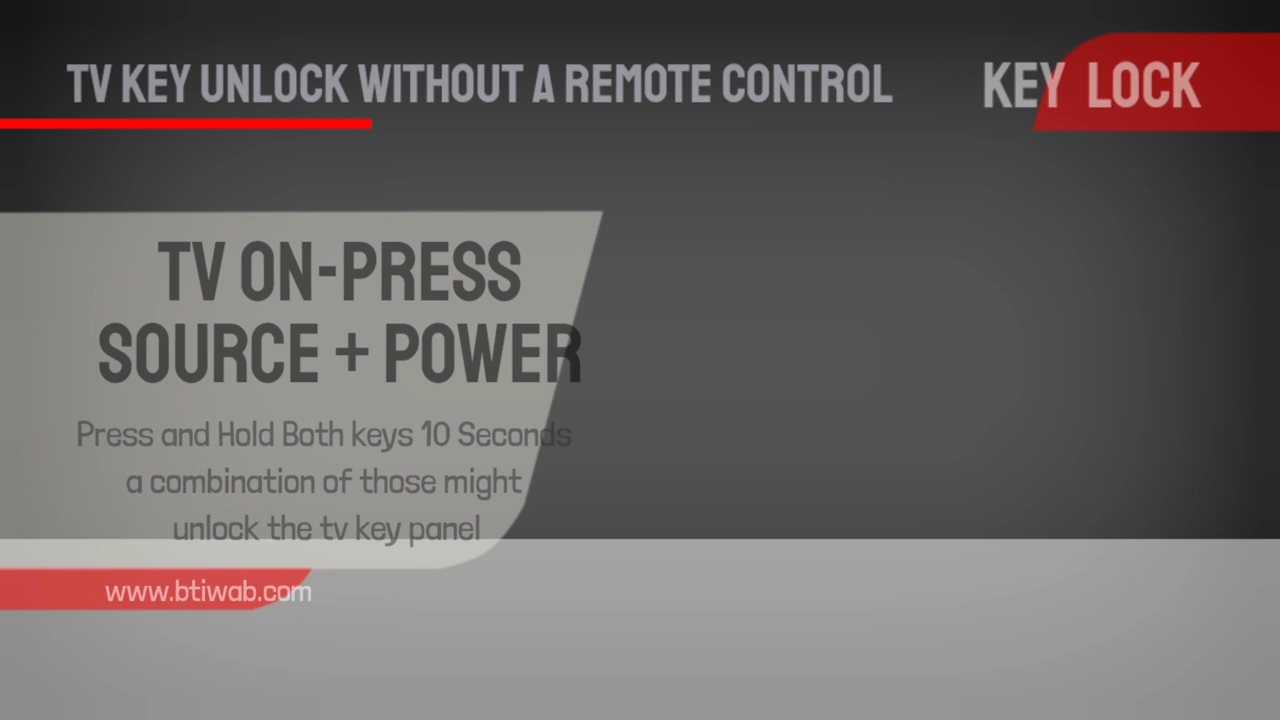 TV KEY UNLOCK WITHOUT A REMOTE CONTROL
KEY LOCK
TV ON-PRESS
SOURCE + POWER
Press and Hold Both keys 10 Seconds
a combination of those might
unlock the tv key panel
www.btiwab.com